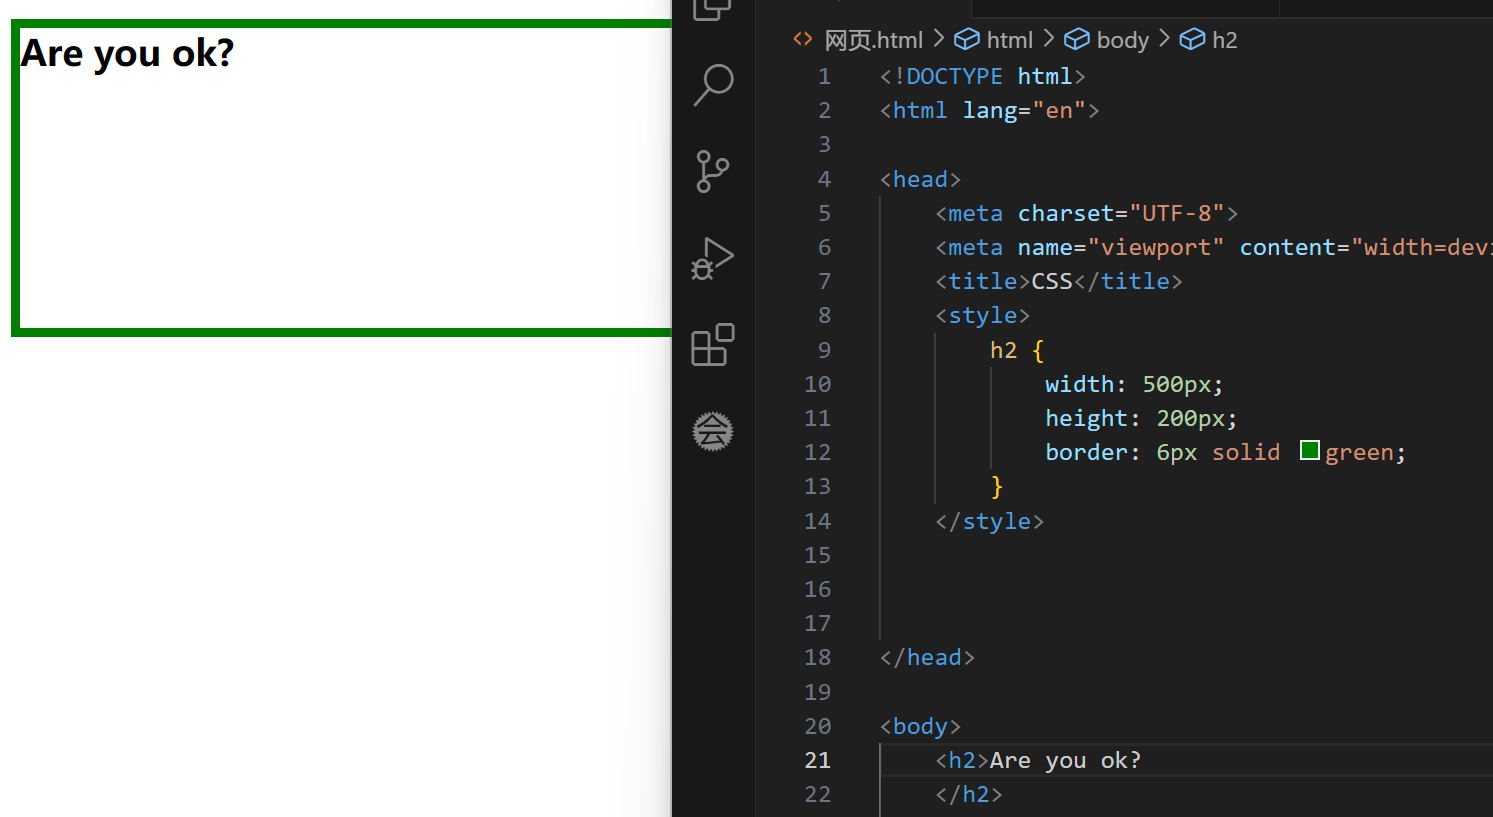 Are you ok?
网页.html > html > body > h2
1 <!DOCTYPE html>
2 <html lang="en">
3
4 <head>
5 <meta charset="UTF-8">
6 <meta name="viewport" content="width=dev
7 <title>CSS</title>
8 <style>
9 h2 {
10 width: 500px;
11 height: 200px;
12 border: 6px solid green;
13 }
14 </style>
15
16
17
18 </head>
19
20 <body>
21 <h2>Are you ok?
22 </h2>
会